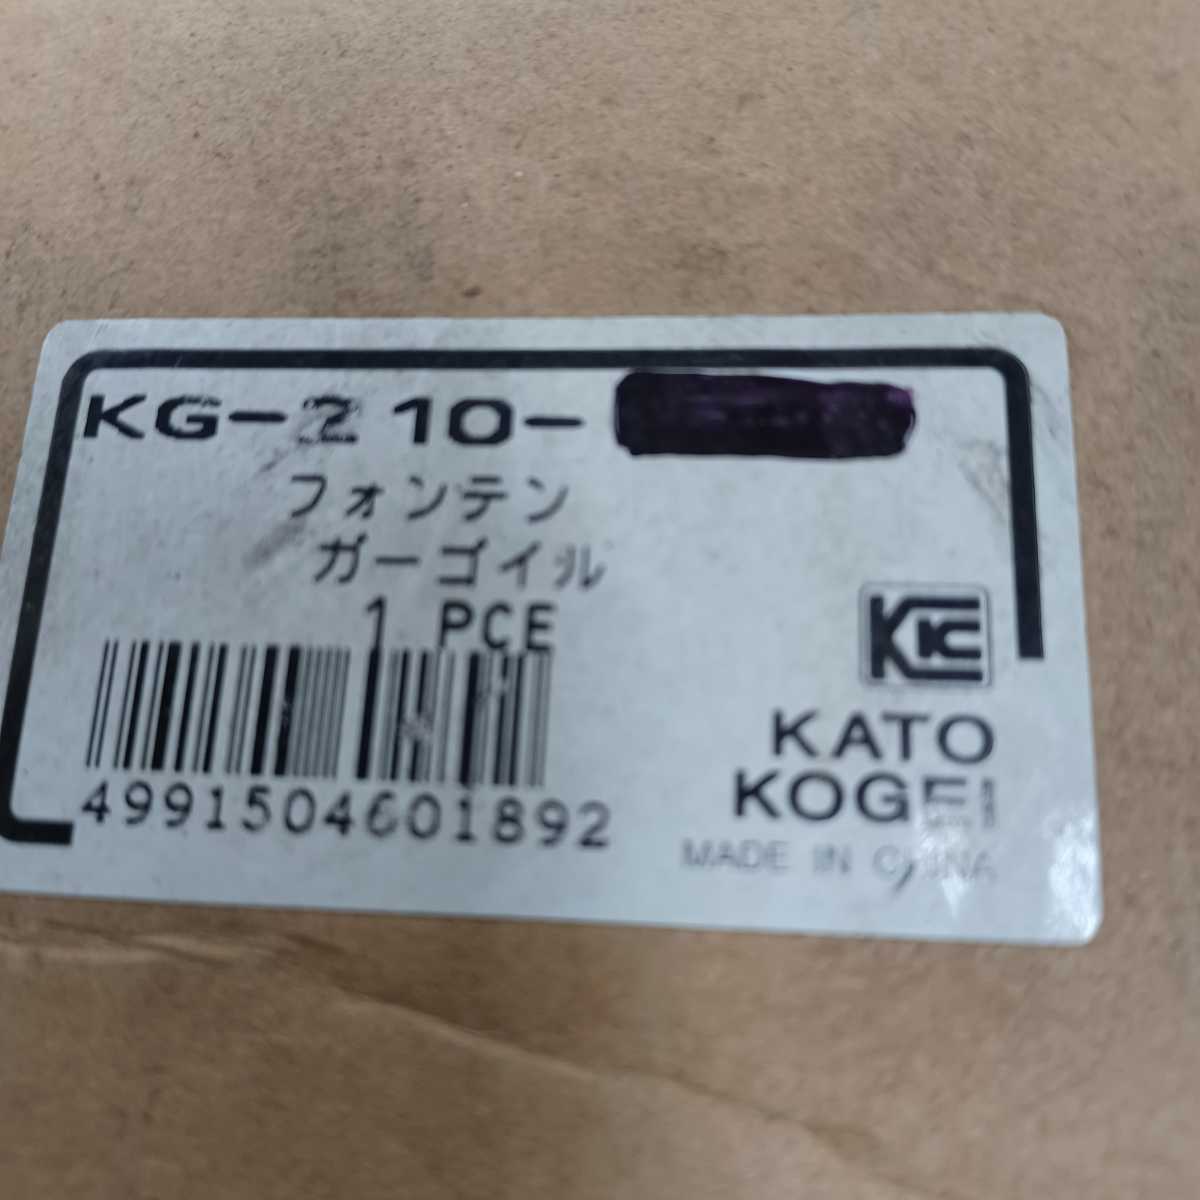 KG-210-
フォンテン
ガーゴイル
1 PCE
4991504601892
KC
KATO
KOGEI
MADE IN CHINA